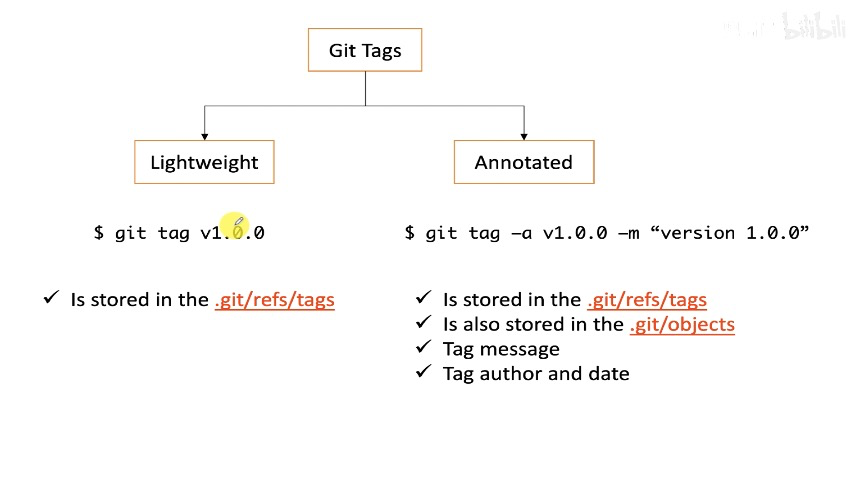 bilibili
Git Tags
Lightweight
Annotated
$ git tag v1.0.0
$ git tag –a v1.0.0 –m “version 1.0.0”
✓ Is stored in the .git/refs/tags
✓ Is stored in the .git/refs/tags
✓ Is also stored in the .git/objects
✓ Tag message
✓ Tag author and date